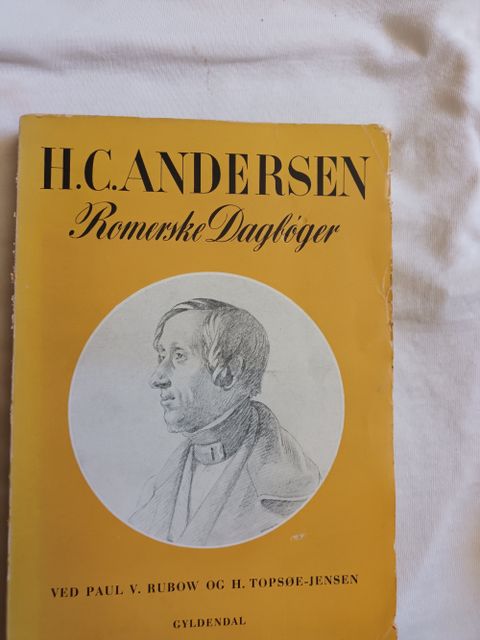 H.C. ANDERSEN
Romerske Dagbøger
VED PAUL V. RUBOW OG H. TOPSØE-JENSEN
GYLDENDAL